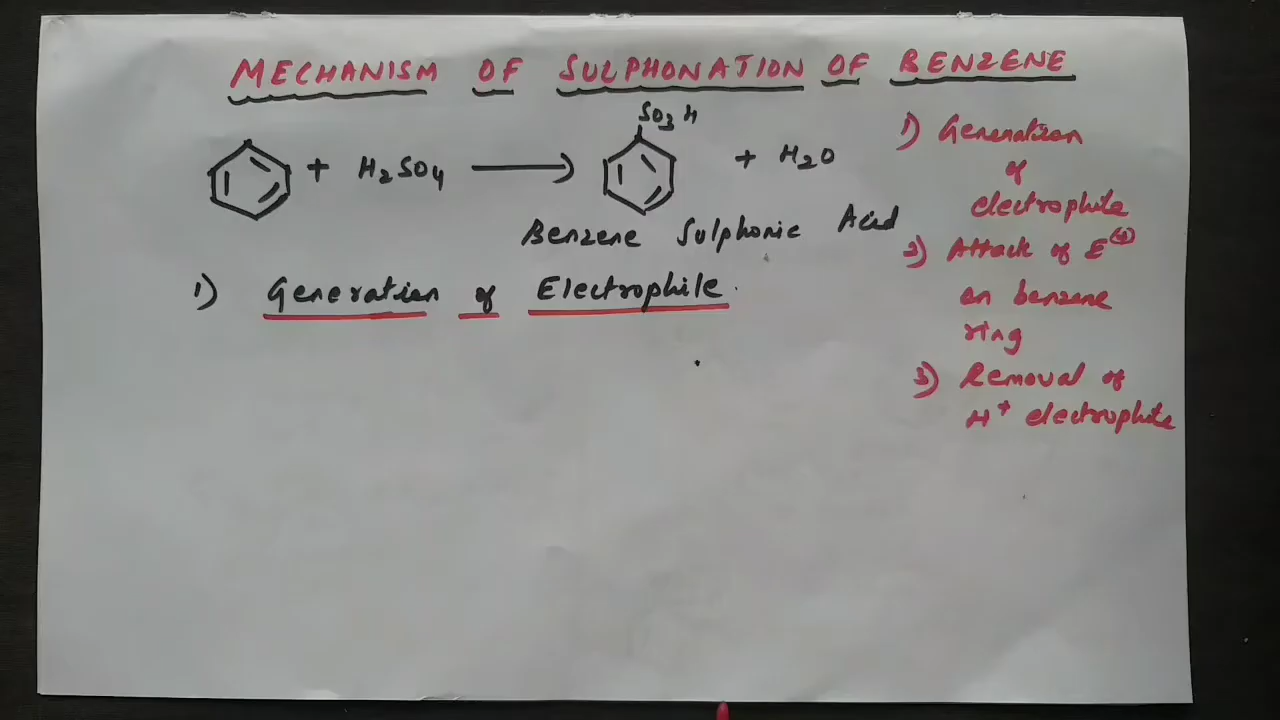 MECHANISM OF SULPHONATION OF BENZENE
SO3H
+ H2SO4 ⟶ + H2O
Benzene Sulphonic Acid
1) Generation of Electrophile.
1) Generation
of
electrophile
2) Attack of E⊕
on benzene
ring
3) Removal of
H+ electrophile